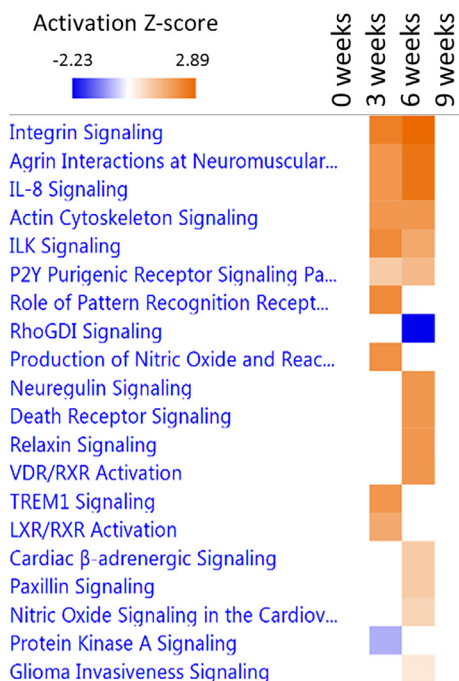 Activation Z-score
-2.23 2.89
0 weeks
3 weeks
6 weeks
9 weeks
Integrin Signaling
Agrin Interactions at Neuromuscular...
IL-8 Signaling
Actin Cytoskeleton Signaling
ILK Signaling
P2Y Purigenic Receptor Signaling Pa...
Role of Pattern Recognition Recept...
RhoGDI Signaling
Production of Nitric Oxide and Reac...
Neuregulin Signaling
Death Receptor Signaling
Relaxin Signaling
VDR/RXR Activation
TREM1 Signaling
LXR/RXR Activation
Cardiac β-adrenergic Signaling
Paxillin Signaling
Nitric Oxide Signaling in the Cardiov...
Protein Kinase A Signaling
Glioma Invasiveness Signaling